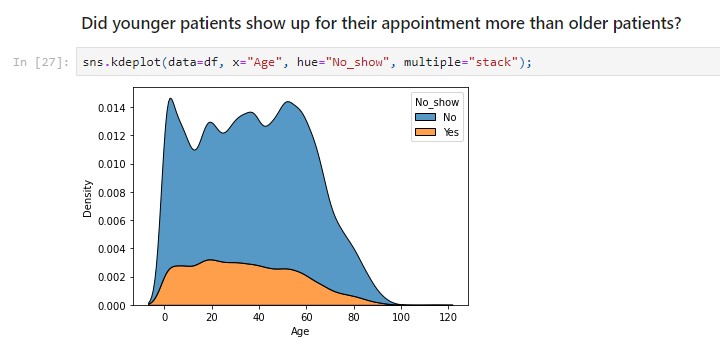 Did younger patients show up for their appointment more than older patients?
In [27]: sns.kdeplot(data=df, x="Age", hue="No_show", multiple="stack");
No_show
No
Yes
0.014
0.012
0.010
0.008
0.006
0.004
0.002
0.000
Density
0 20 40 60 80 100 120
Age